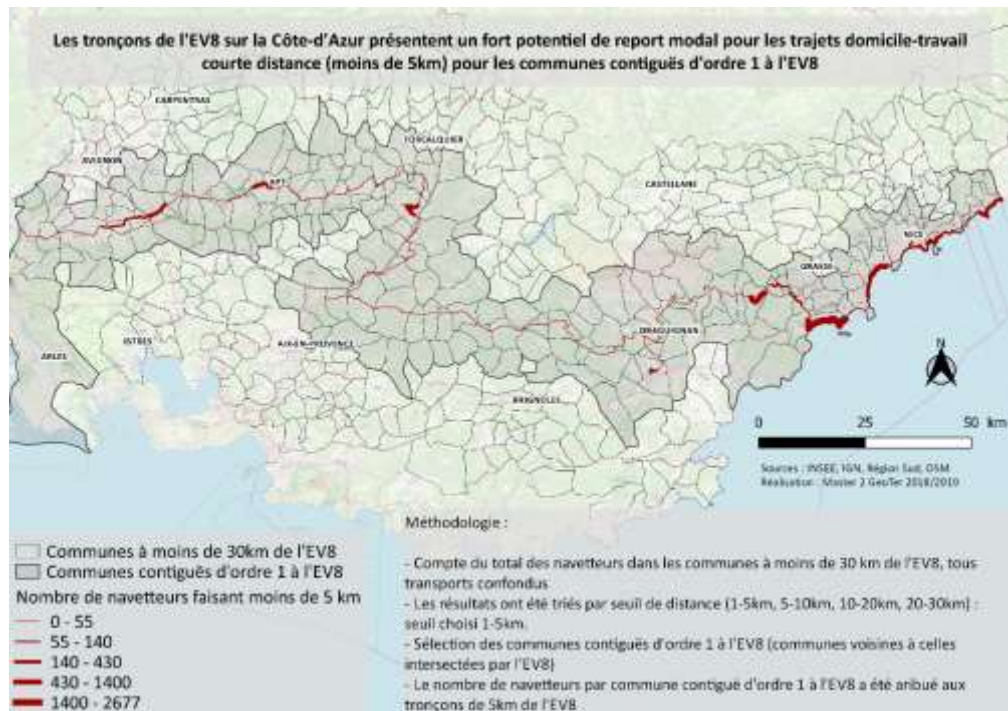 Les tronçons de l'EV8 sur la Côte-d'Azur présentent un fort potentiel de report modal pour les trajets domicile-travail
courte distance (moins de 5km) pour les communes contiguës d'ordre 1 à l'EV8
CARPENTRAS
FORCALQUIER
AVIGNON
APT
CASTELLANE
NICE
GRASSE
DRAGUIGNAN
ISTRES
AIX-EN-PROVENCE
ARLES
BRIGNOLES
N
0 25 50 km
Sources : INSEE, IGN, Région Sud, OSM
Réalisation : Master 2 GeoTer 2018/2019
Communes à moins de 30km de l'EV8
Communes contiguës d'ordre 1 à l'EV8
Nombre de navetteurs faisant moins de 5 km
0 - 55
55 - 140
140 - 430
430 - 1400
1400 - 2677
Méthodologie :
- Compte du total des navetteurs dans les communes à moins de 30 km de l'EV8, tous
transports confondus
- Les résultats ont été triés par seuil de distance (1-5km, 5-10km, 10-20km, 20-30km) :
seuil choisi 1-5km.
- Sélection des communes contiguës d'ordre 1 à l'EV8 (communes voisines à celles
intersectées par l'EV8)
- Le nombre de navetteurs par commune contiguë d'ordre 1 à l'EV8 a été aribué aux
tronçons de 5km de l'EV8